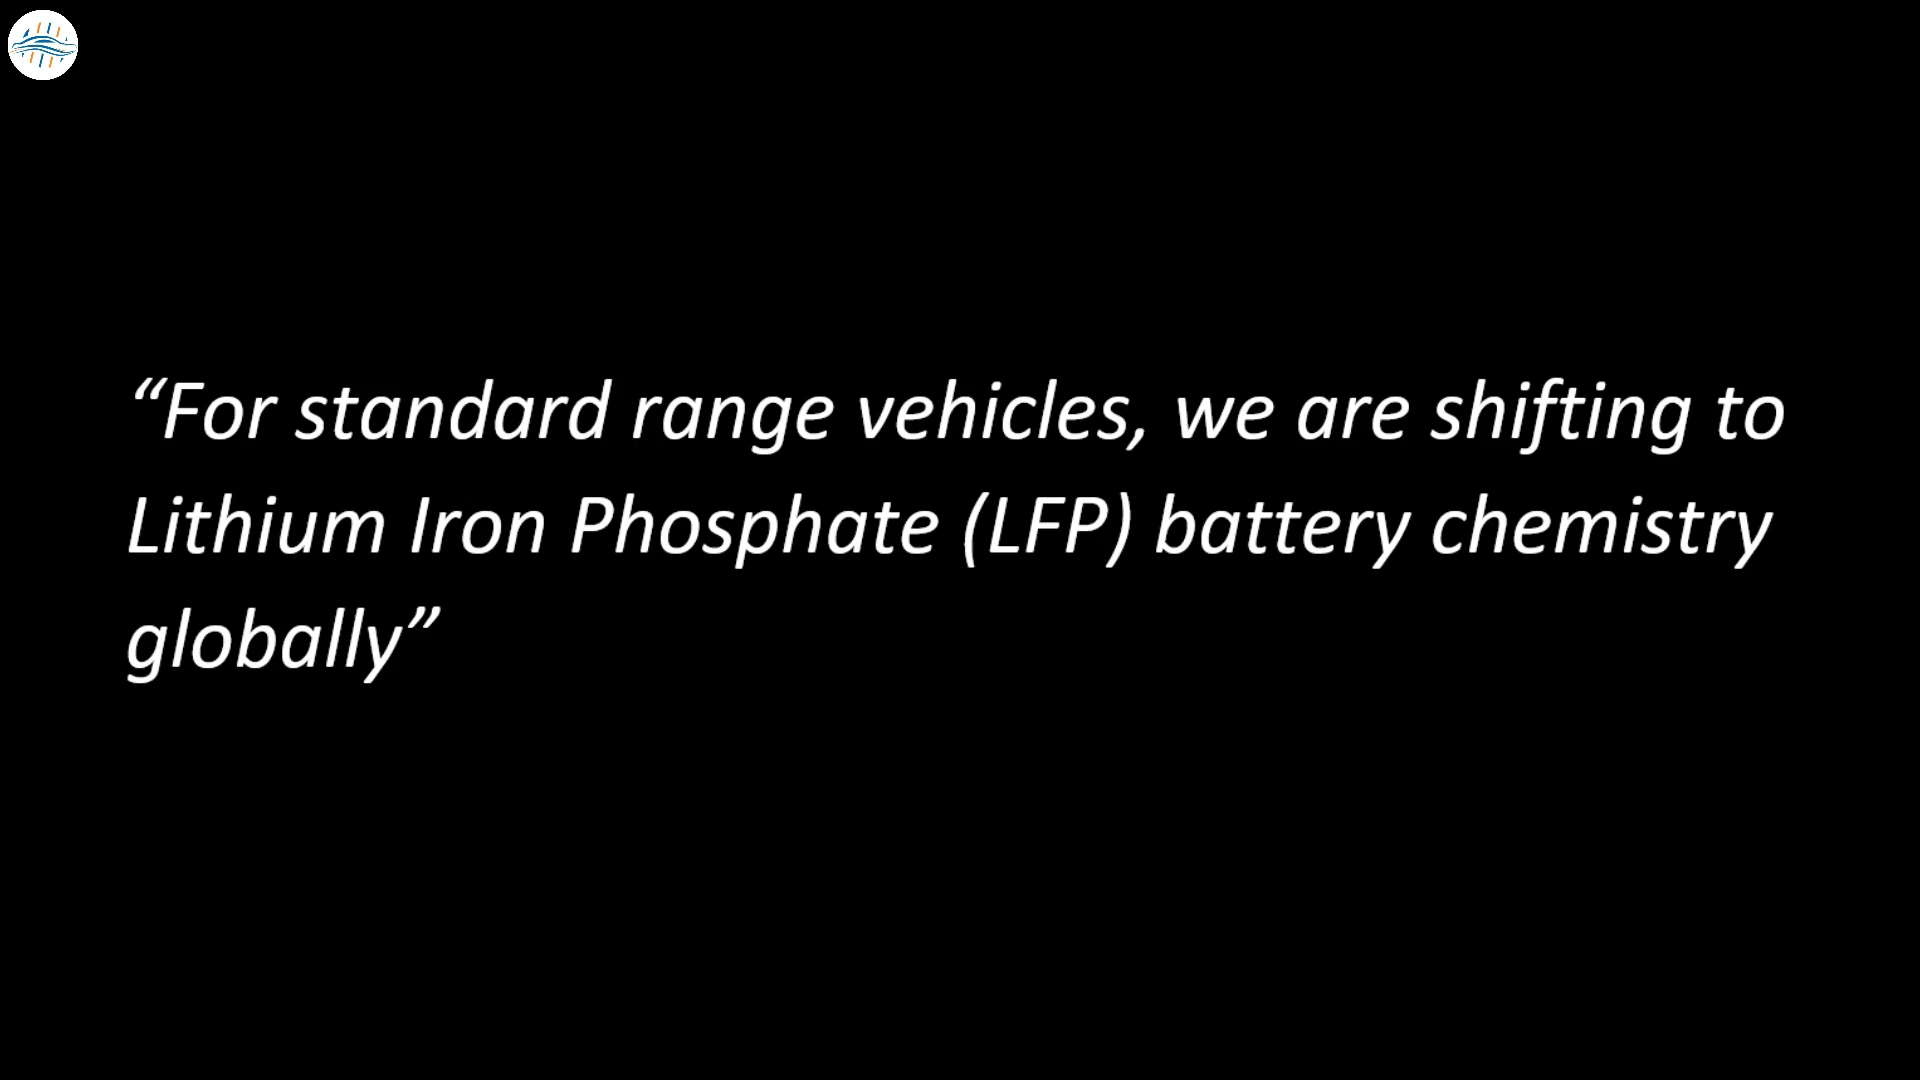 “For standard range vehicles, we are shifting to
Lithium Iron Phosphate (LFP) battery chemistry
globally”